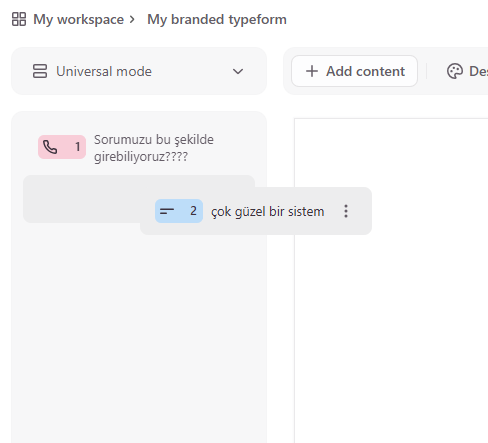 My workspace > My branded typeform
Universal mode
+ Add content
1 Sorumuzu bu şekilde
girebiliyoruz????
2 çok güzel bir sistem